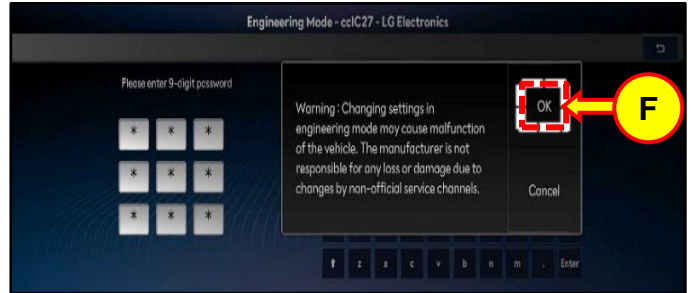 Engineering Mode - ccIC27 - LG Electronics
Please enter 9-digit password
* * *
* * *
* * *
Warning : Changing settings in
engineering mode may cause malfunction
of the vehicle. The manufacturer is not
responsible for any loss or damage due to
changes by non-official service channels.
OK
F
Cancel
z x c v b n m . Enter